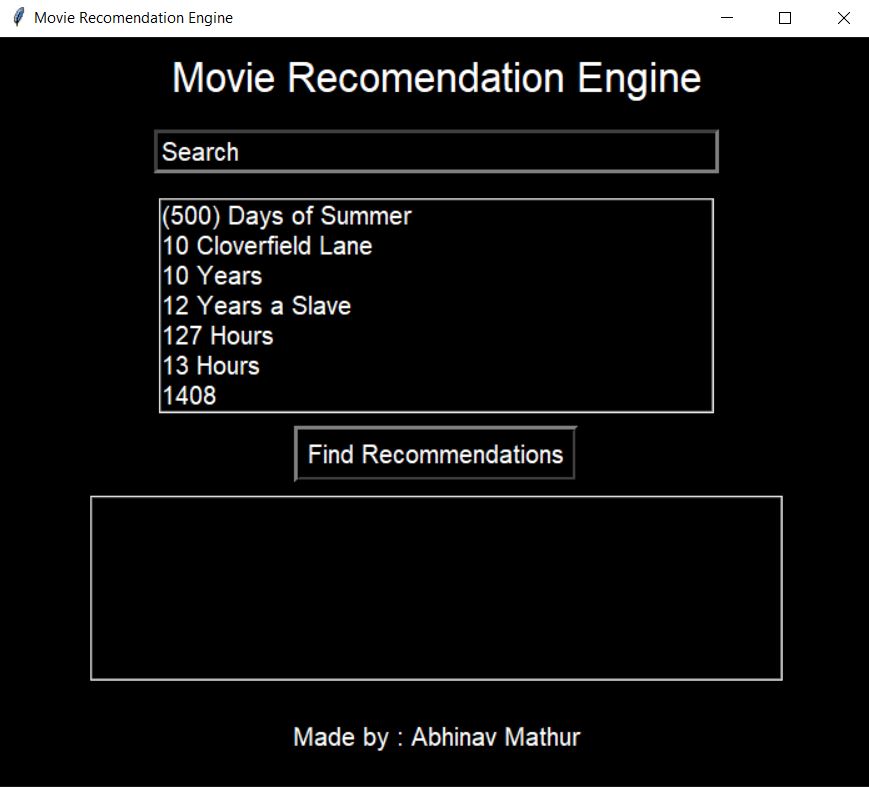 Movie Recomendation Engine
Movie Recomendation Engine
Search
(500) Days of Summer
10 Cloverfield Lane
10 Years
12 Years a Slave
127 Hours
13 Hours
1408
Find Recommendations
Made by : Abhinav Mathur